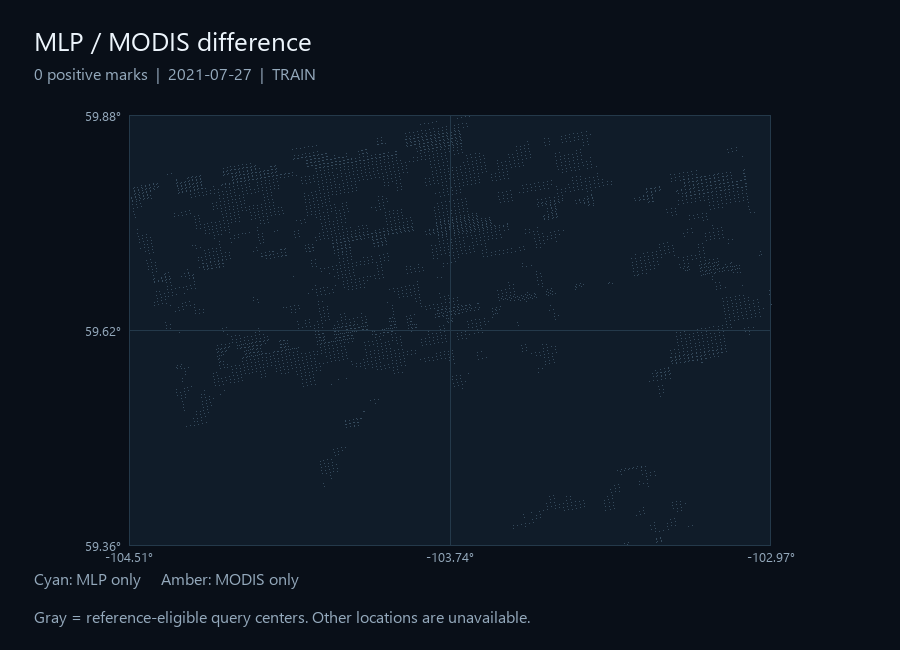 MLP / MODIS difference
0 positive marks | 2021-07-27 | TRAIN
59.88°
59.62°
59.36°
-104.51° -103.74° -102.97°
Cyan: MLP only Amber: MODIS only
Gray = reference-eligible query centers. Other locations are unavailable.